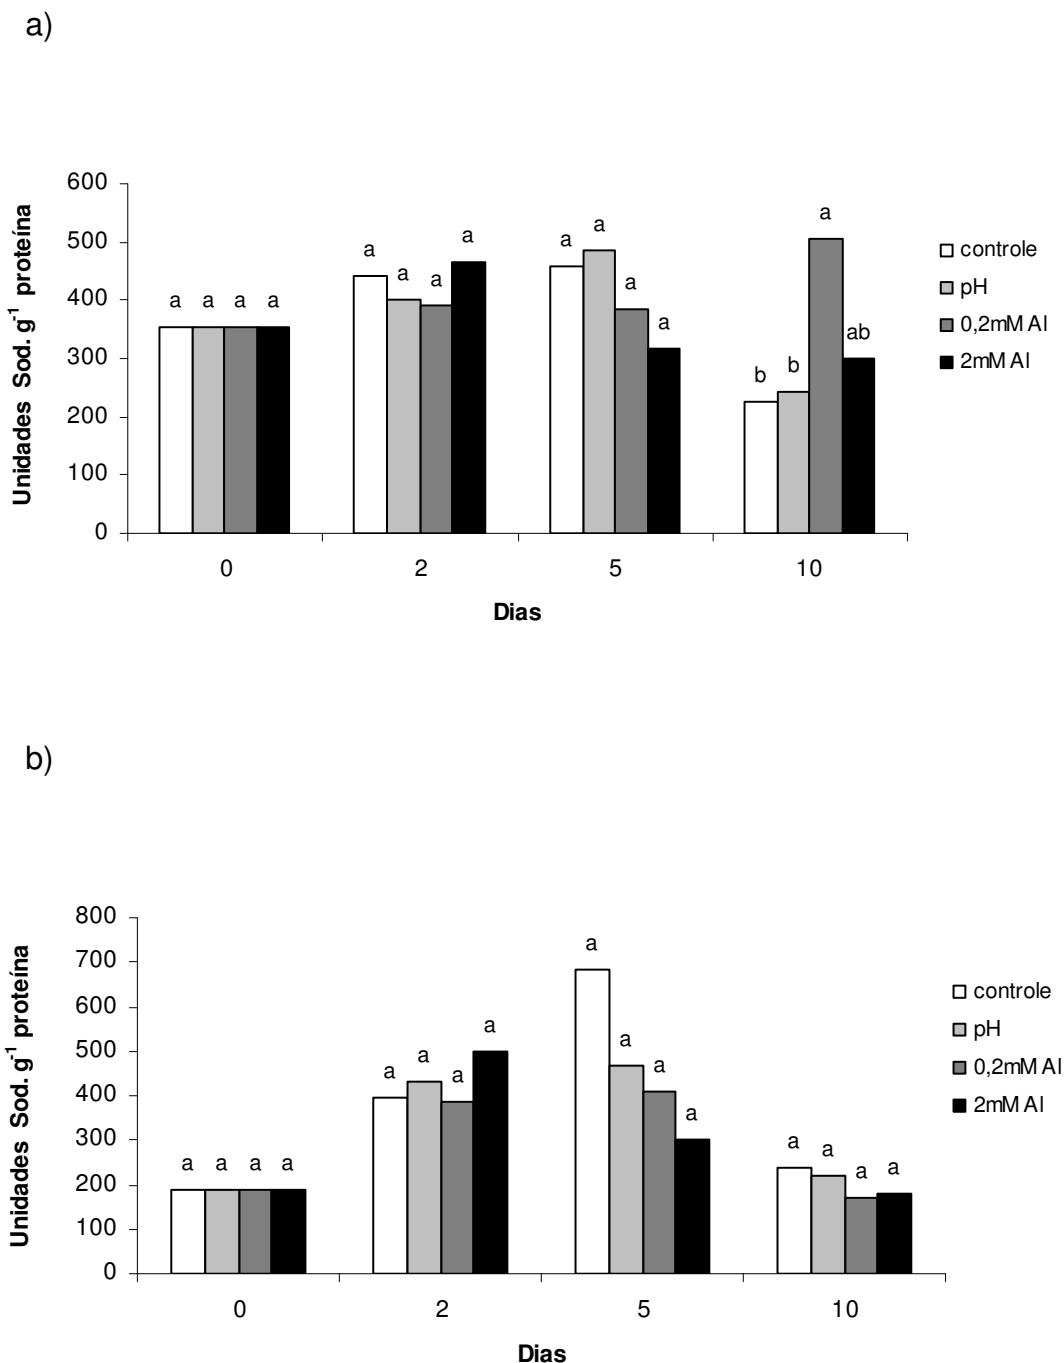 a)
600
500
400
300
200
100
0
Unidades Sod. g-1 proteína
a a a a
a a a a
a a a a
b b a ab
0 2 5 10
Dias
controle
pH
0,2mM Al
2mM Al
b)
800
700
600
500
400
300
200
100
0
Unidades Sod. g-1 proteína
a a a a
a a a a
a a a a
a a a a
0 2 5 10
Dias
controle
pH
0,2mM Al
2mM Al